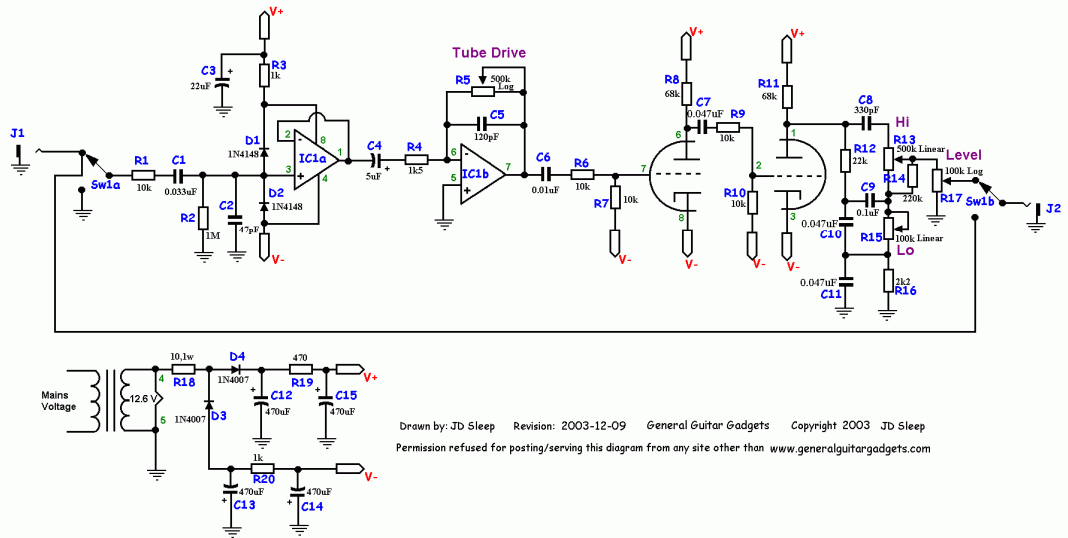 V+
C3
+
22uF
R3
1k
D1
1N4148
2
8
IC1a
1
3
4
-
+
J1
Sw1a
R1
10k
C1
0.033uF
R2
1M
C2
47pF
D2
1N4148
V-
C4
+
5uF
R4
1k5
Tube Drive
R5
500k
Log
C5
120pF
6
-
IC1b
7
5
+
C6
0.01uF
R6
10k
R7
10k
V-
V+
R8
68k
C7
0.047uF
6
7
8
V-
R9
10k
R10
10k
V-
V+
R11
68k
1
2
3
V-
C8
330pF
Hi
R12
22k
R13
500k Linear
R14
220k
C9
0.1uF
Level
100k Log
R17
Sw1b
J2
0.047uF
C10
R15
100k Linear
Lo
0.047uF
C11
2k2
R16
Mains
Voltage
12.6 V
4
5
10,1w
R18
D4
1N4007
1N4007
D3
+
C12
470uF
470
R19
+
C15
470uF
V+
1k
R20
470uF
+
C13
470uF
+
C14
V-
Drawn by: JD Sleep Revision: 2003-12-09 General Guitar Gadgets Copyright 2003 JD Sleep
Permission refused for posting/serving this diagram from any site other than www.generalguitargadgets.com